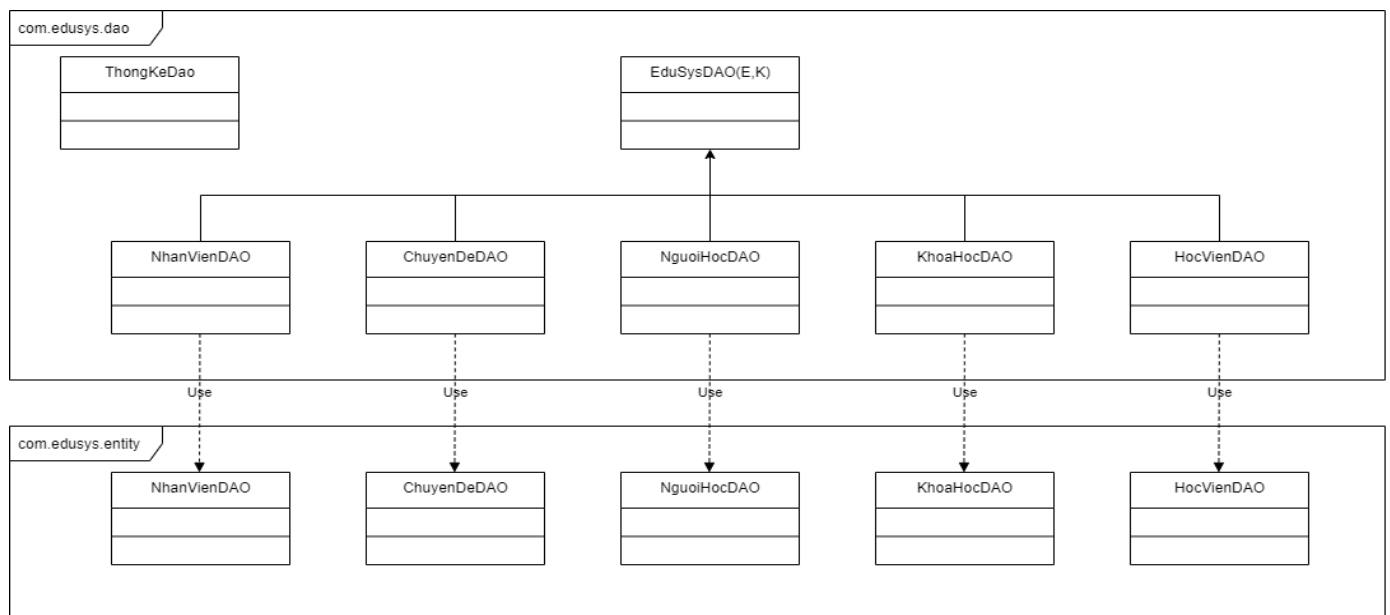 com.edusys.dao
ThongKeDao
EduSysDAO(E,K)
NhanVienDAO
ChuyenDeDAO
NguoiHocDAO
KhoaHocDAO
HocVienDAO
Use
Use
Use
Use
Use
com.edusys.entity
NhanVienDAO
ChuyenDeDAO
NguoiHocDAO
KhoaHocDAO
HocVienDAO